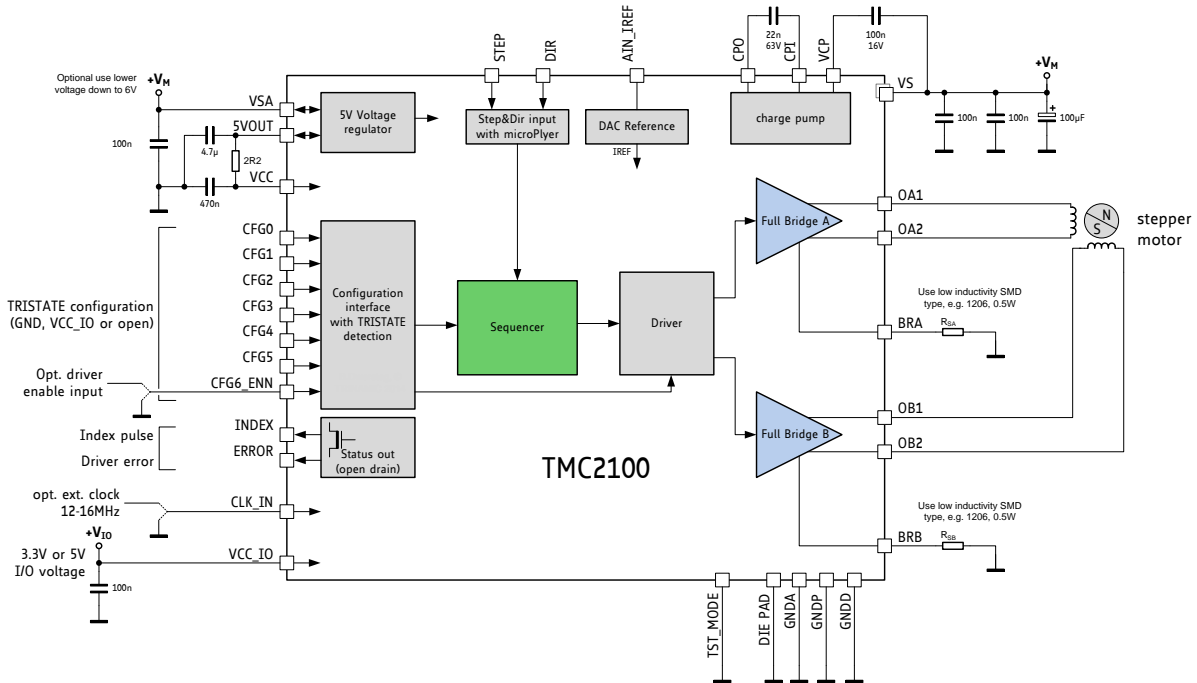 STEP
DIR
AIN_IREF
CPO
22n
63V
CPI
VCP
100n
16V
Optional use lower
voltage down to 6V
+VM
VSA
5VOUT
100n
4.7µ
2R2
VCC
470n
5V Voltage
regulator
Step&Dir input
with microPlyer
DAC Reference
IREF
charge pump
VS
+VM
100n
100n
+
100µF
TRISTATE configuration
(GND, VCC_IO or open)
CFG0
CFG1
CFG2
CFG3
CFG4
CFG5
CFG6_ENN
Opt. driver
enable input
Configuration
interface
with TRISTATE
detection
Sequencer
Driver
Full Bridge A
OA1
OA2
N
S
stepper
motor
Use low inductivity SMD
type, e.g. 1206, 0.5W
BRA
RSA
Full Bridge B
OB1
OB2
Use low inductivity SMD
type, e.g. 1206, 0.5W
BRB
RSB
Index pulse
Driver error
INDEX
ERROR
Status out
(open drain)
TMC2100
opt. ext. clock
12-16MHz
CLK_IN
+VIO
3.3V or 5V
I/O voltage
VCC_IO
100n
TST_MODE
DIE PAD
GNDA
GNDP
GNDD